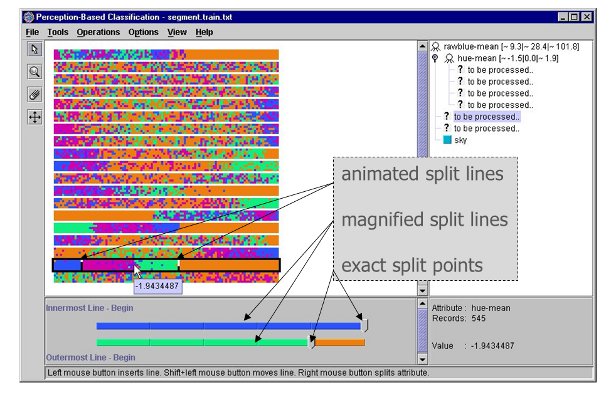 Perception-Based Classification - segment.train.txt
File Tools Operations Options View Help
rawblue-mean [~ 9.3|~ 28.4|~ 101.8]
hue-mean [~ -1.5|0.0|~ 1.9]
? to be processed..
? to be processed..
? to be processed..
? to be processed..
? to be processed..
? to be processed..
sky
animated split lines
magnified split lines
exact split points
-1.9434487
Innermost Line - Begin
Outermost Line - Begin
Attribute : hue-mean
Records: 545
Value : -1.9434487
Left mouse button inserts line. Shift+left mouse button moves line. Right mouse button splits attribute.